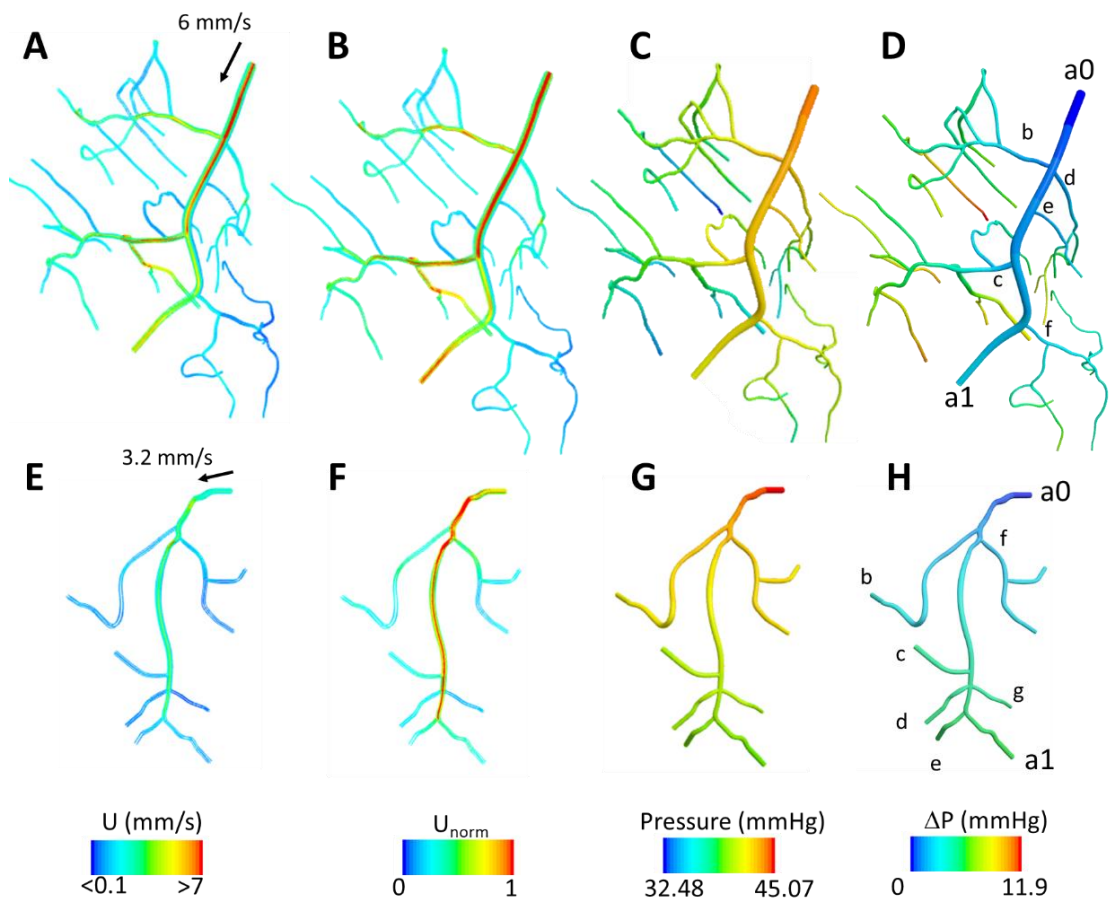 6 mm/s
A B C D
a0
b
d
e
c
f
a1
3.2 mm/s
E F G H
a0
f
b
c
g
d
e
a1
U (mm/s) U_norm Pressure (mmHg) ΔP (mmHg)
<0.1 >7 0 1 32.48 45.07 0 11.9